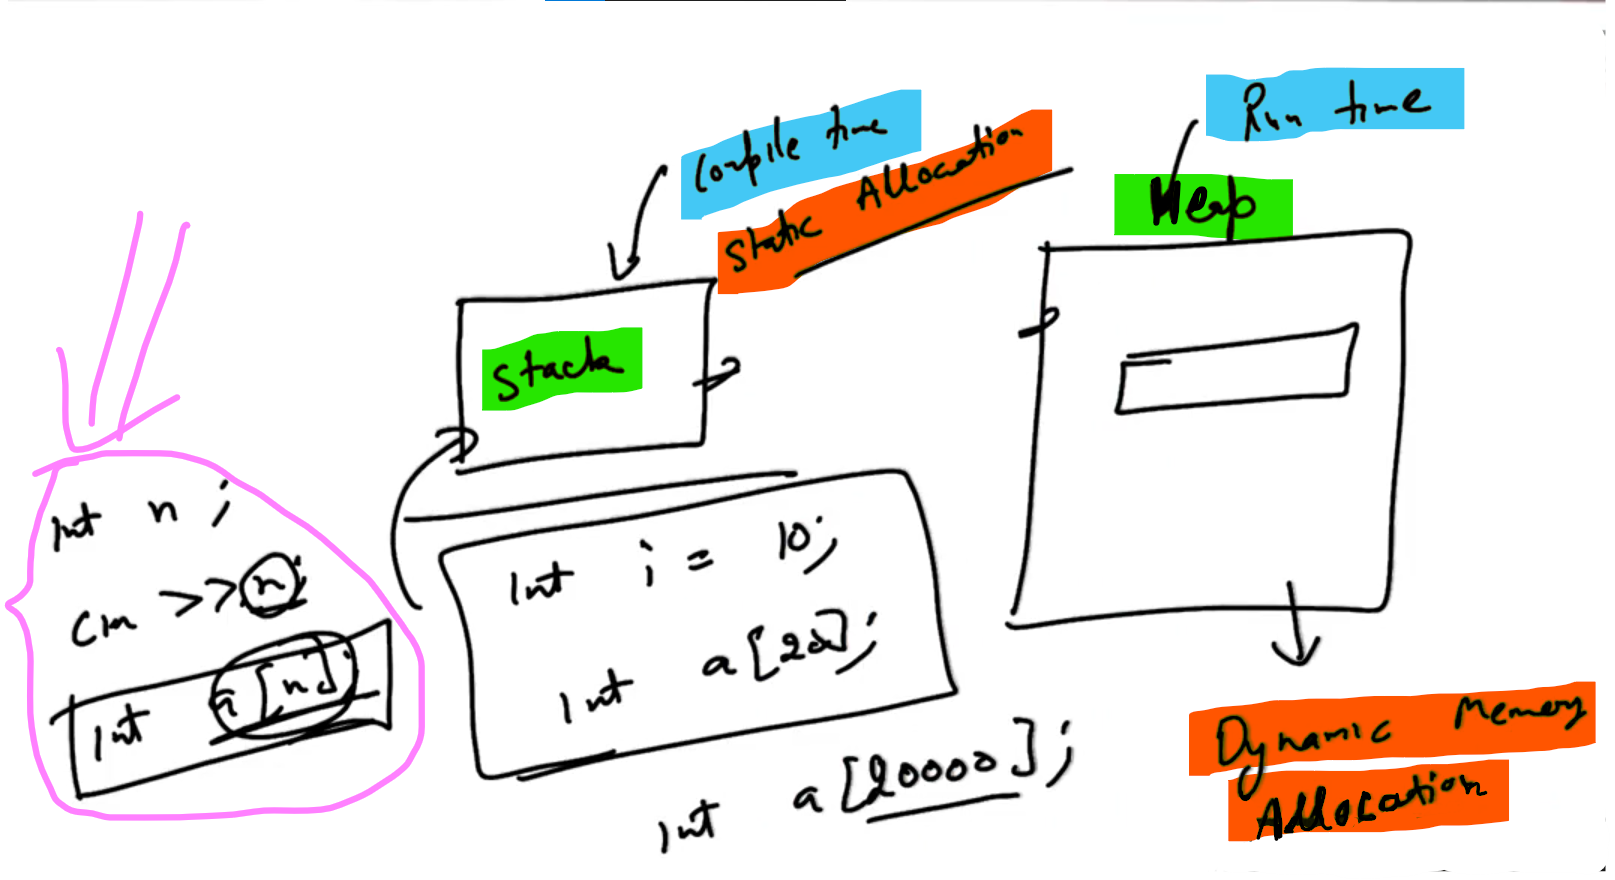 Compile time
Static Allocation
Run time
Heap
Stack
int n ;
cin >> n ;
int a [n] ;
int i = 10 ;
int a [20] ;
int a [20000] ;
Dynamic Memory
Allocation